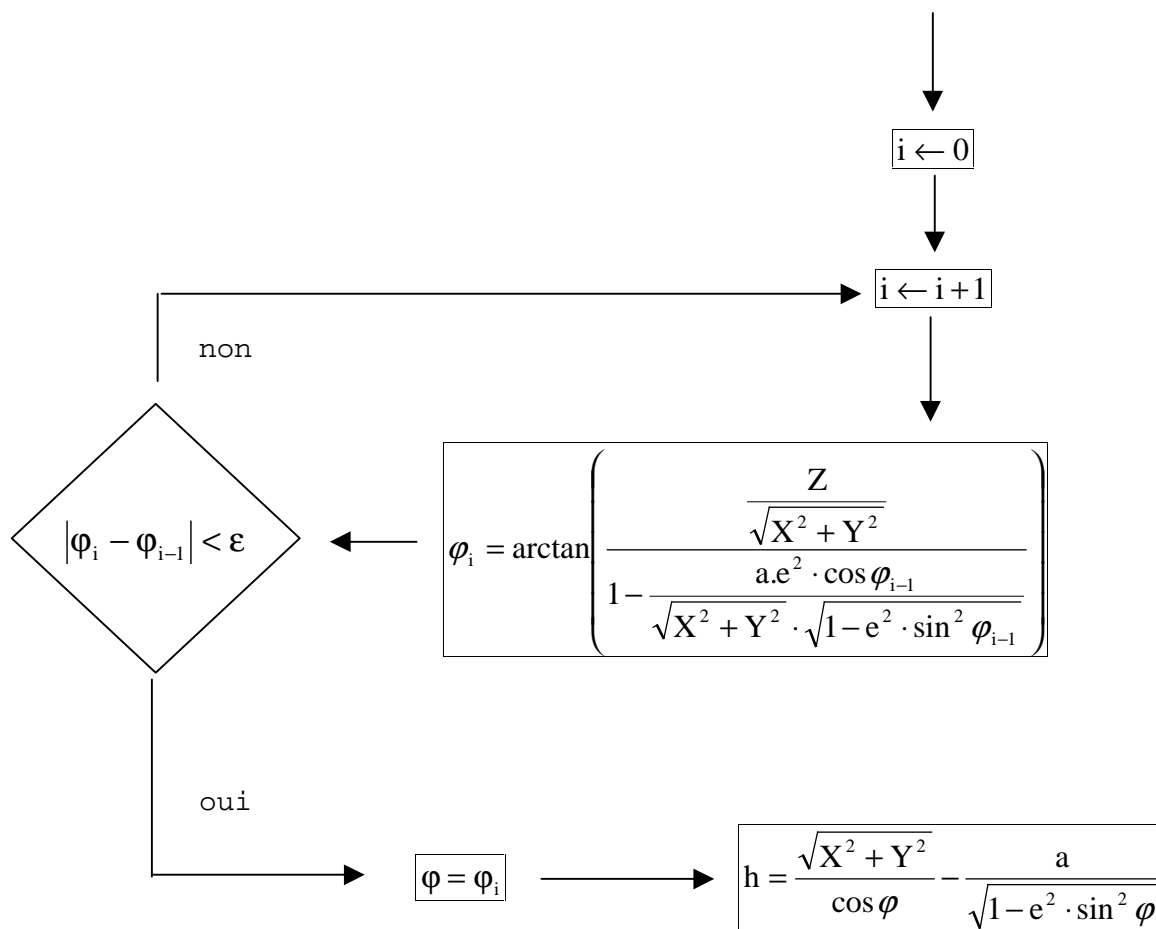 i ← 0
i ← i + 1
non
|φ_i − φ_{i−1}| < ε
φ_i = arctan( (Z / √(X² + Y²)) / (1 − (a.e² · cos φ_{i−1}) / (√(X² + Y²) · √(1 − e² · sin² φ_{i−1}))) )
oui
φ = φ_i
h = √(X² + Y²) / cos φ − a / √(1 − e² · sin² φ)